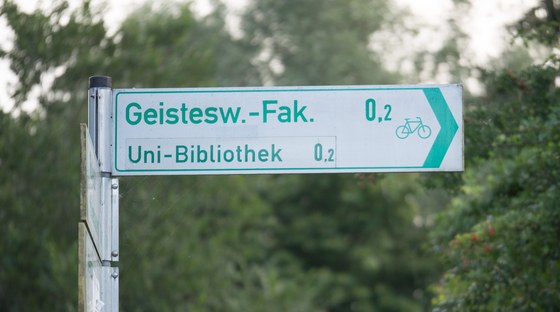 Geistesw.-Fak. 0,2
Uni-Bibliothek 0,2